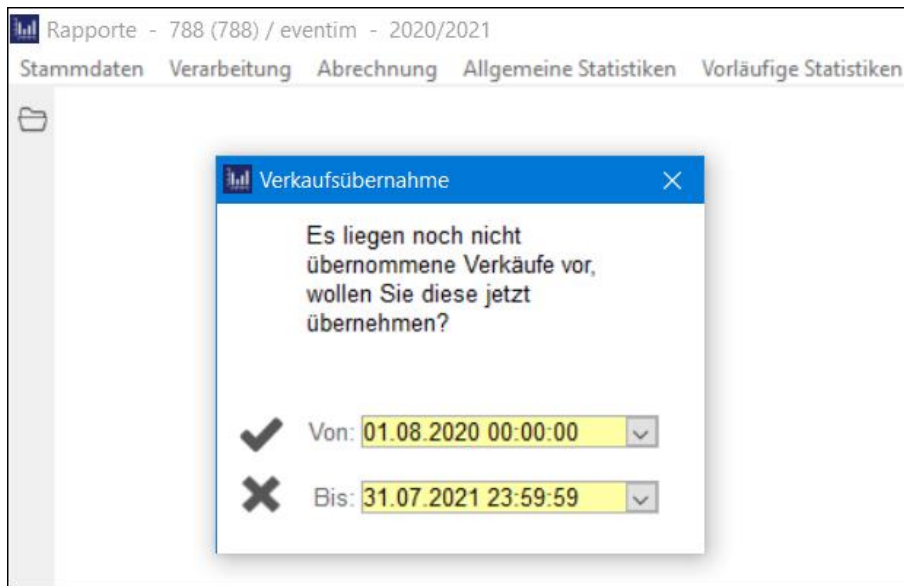 Rapporte - 788 (788) / eventim - 2020/2021
Stammdaten Verarbeitung Abrechnung Allgemeine Statistiken Vorläufige Statistiken
Verkaufsübernahme
Es liegen noch nicht
übernommene Verkäufe vor,
wollen Sie diese jetzt
übernehmen?
Von: 01.08.2020 00:00:00
Bis: 31.07.2021 23:59:59